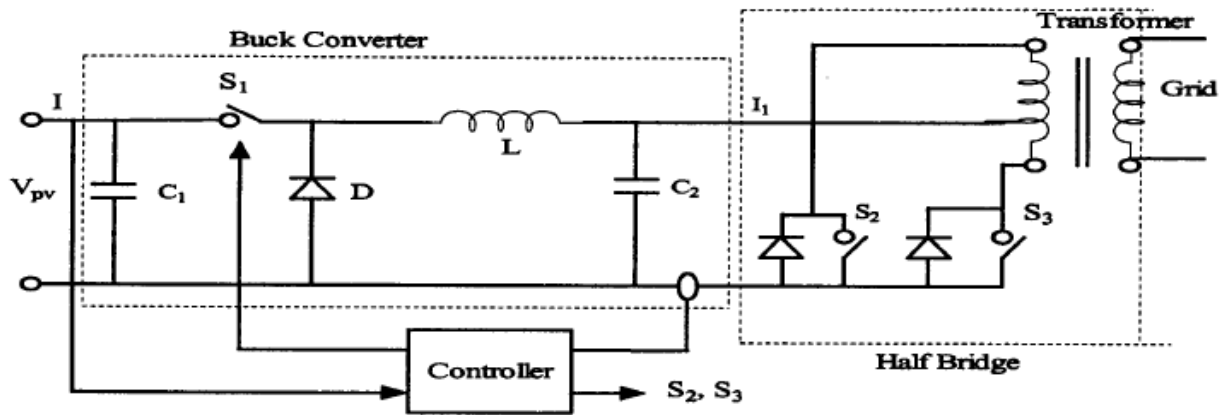 Transformer
Buck Converter
S₁
I
I₁
Grid
L
Vpv
C₁
D
C₂
S₂
S₃
Controller
Half Bridge
S₂, S₃